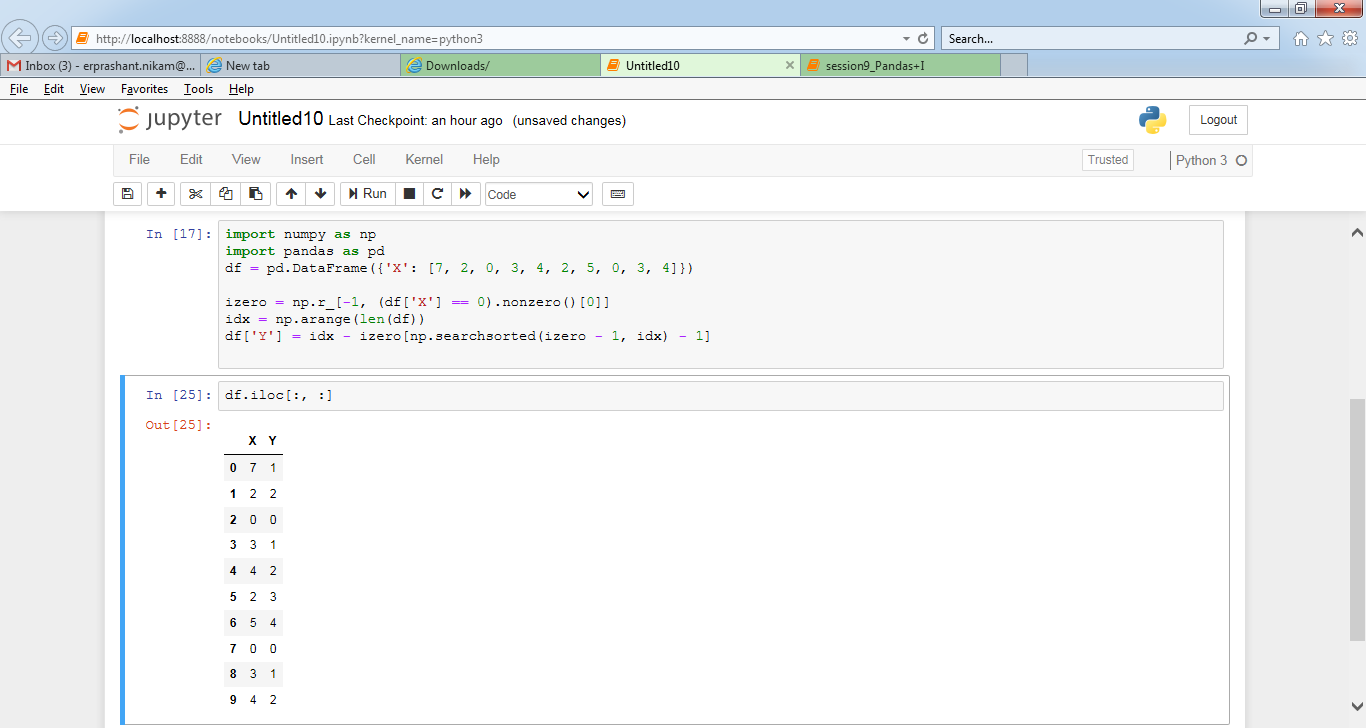 http://localhost:8888/notebooks/Untitled10.ipynb?kernel_name=python3
Search...
Inbox (3) - erprashant.nikam@...
New tab
Downloads/
Untitled10
session9_Pandas+I
File Edit View Favorites Tools Help
jupyter Untitled10 Last Checkpoint: an hour ago (unsaved changes)
Logout
File Edit View Insert Cell Kernel Help
Trusted
Python 3
Run
Code
In [17]:
import numpy as np
import pandas as pd
df = pd.DataFrame({'X': [7, 2, 0, 3, 4, 2, 5, 0, 3, 4]})
izero = np.r_[-1, (df['X'] == 0).nonzero()[0]]
idx = np.arange(len(df))
df['Y'] = idx - izero[np.searchsorted(izero - 1, idx) - 1]
In [25]:
df.iloc[:, :]
Out[25]:
X Y
0 7 1
1 2 2
2 0 0
3 3 1
4 4 2
5 2 3
6 5 4
7 0 0
8 3 1
9 4 2